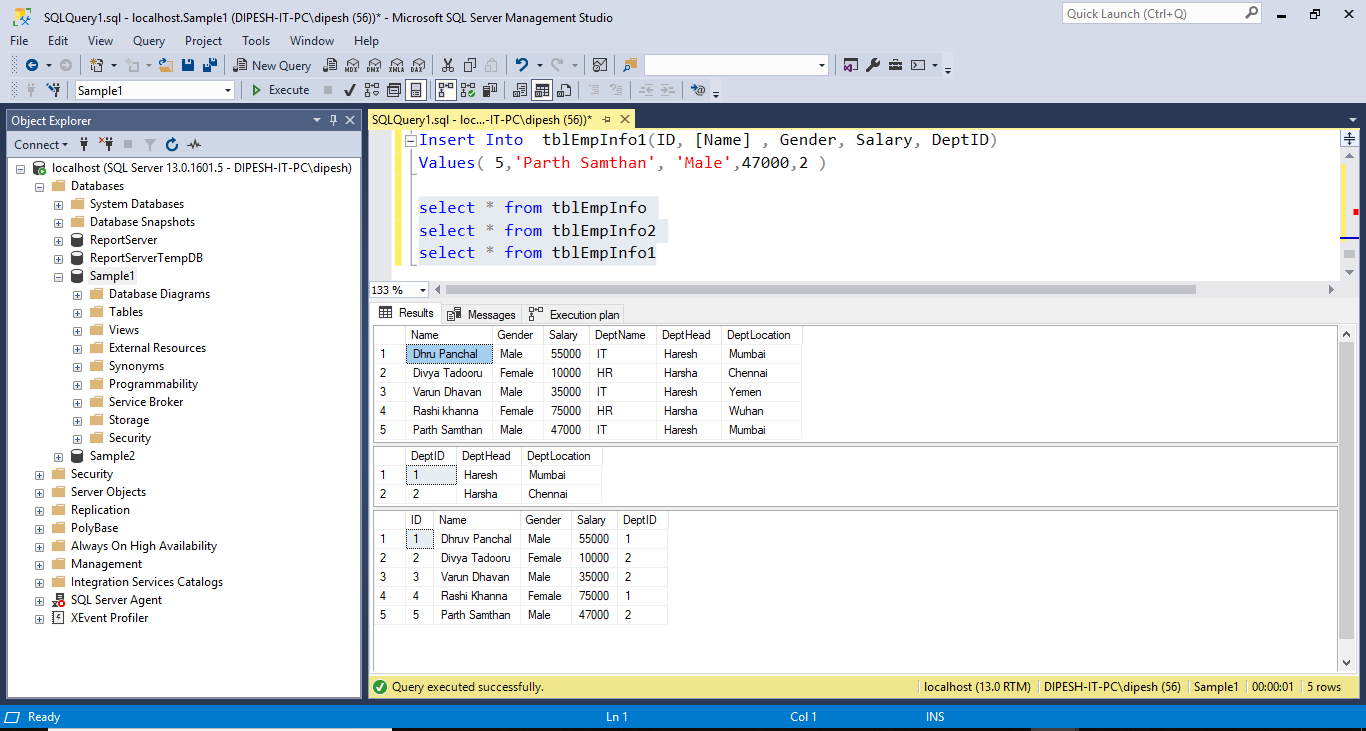 SQLQuery1.sql - localhost.Sample1 (DIPESH-IT-PC\dipesh (56))* - Microsoft SQL Server Management Studio
Quick Launch (Ctrl+Q)
File Edit View Query Project Tools Window Help
New Query MDX DMX XMLA DAX
Sample1 Execute
Object Explorer
Connect
localhost (SQL Server 13.0.1601.5 - DIPESH-IT-PC\dipesh)
Databases
System Databases
Database Snapshots
ReportServer
ReportServerTempDB
Sample1
Database Diagrams
Tables
Views
External Resources
Synonyms
Programmability
Service Broker
Storage
Security
Sample2
Security
Server Objects
Replication
PolyBase
Always On High Availability
Management
Integration Services Catalogs
SQL Server Agent
XEvent Profiler
SQLQuery1.sql - loc...-IT-PC\dipesh (56))*
Insert Into tblEmpInfo1(ID, [Name] , Gender, Salary, DeptID)
Values( 5,'Parth Samthan', 'Male',47000,2 )
select * from tblEmpInfo
select * from tblEmpInfo2
select * from tblEmpInfo1
133 %
Results Messages Execution plan
Name Gender Salary DeptName DeptHead DeptLocation
1 Dhru Panchal Male 55000 IT Haresh Mumbai
2 Divya Tadooru Female 10000 HR Harsha Chennai
3 Varun Dhavan Male 35000 IT Haresh Yemen
4 Rashi khanna Female 75000 HR Harsha Wuhan
5 Parth Samthan Male 47000 IT Haresh Mumbai
DeptID DeptHead DeptLocation
1 1 Haresh Mumbai
2 2 Harsha Chennai
ID Name Gender Salary DeptID
1 1 Dhruv Panchal Male 55000 1
2 2 Divya Tadooru Female 10000 2
3 3 Varun Dhavan Male 35000 2
4 4 Rashi Khanna Female 75000 1
5 5 Parth Samthan Male 47000 2
Query executed successfully. localhost (13.0 RTM) DIPESH-IT-PC\dipesh (56) Sample1 00:00:01 5 rows
Ready Ln 1 Col 1 INS